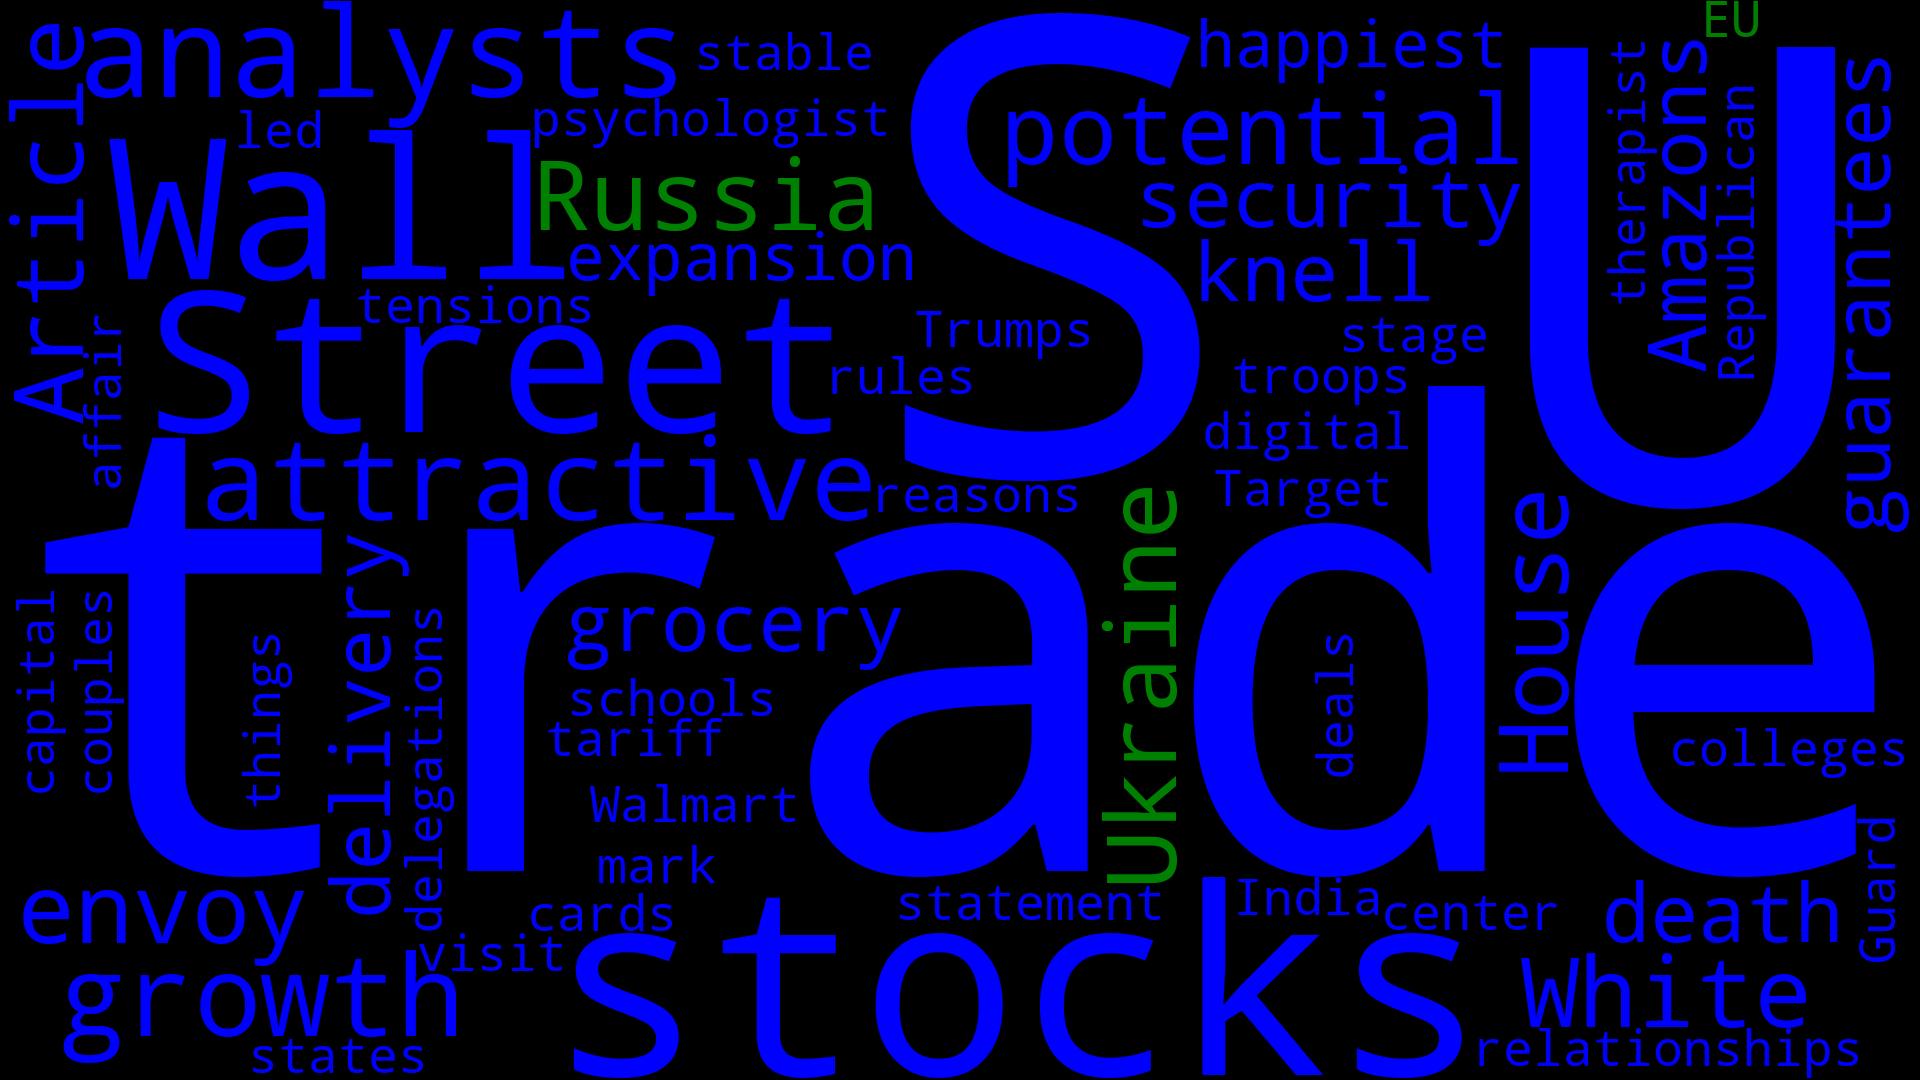 Article
analysts
stable
happiest
EU
led
psychologist
S
potential
U
therapist
Amazons
Republican
guarantees
Wall
Russia
security
expansion
knell
affair
tensions
Street
Trumps
stage
rules
troops
digital
attractive
reasons
Target
trade
Ukraine
House
capital
couples
things
delivery
delegations
grocery
schools
tariff
deals
colleges
Walmart
mark
Guard
envoy
cards
statement
India
center
death
visit
growth
stocks
White
states
relationships